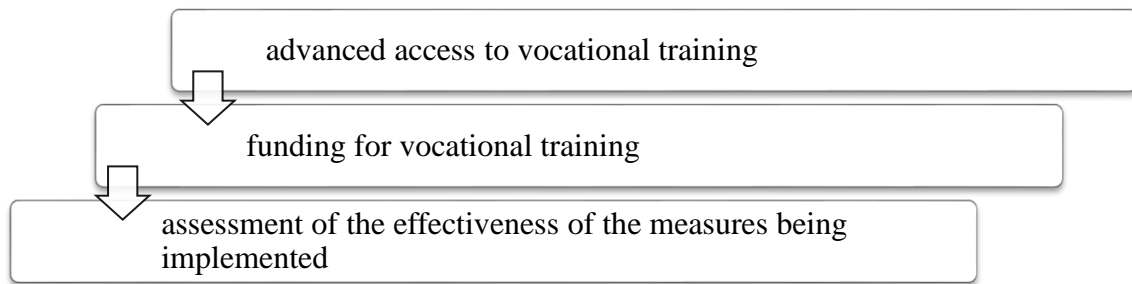 advanced access to vocational training
funding for vocational training
assessment of the effectiveness of the measures being
implemented